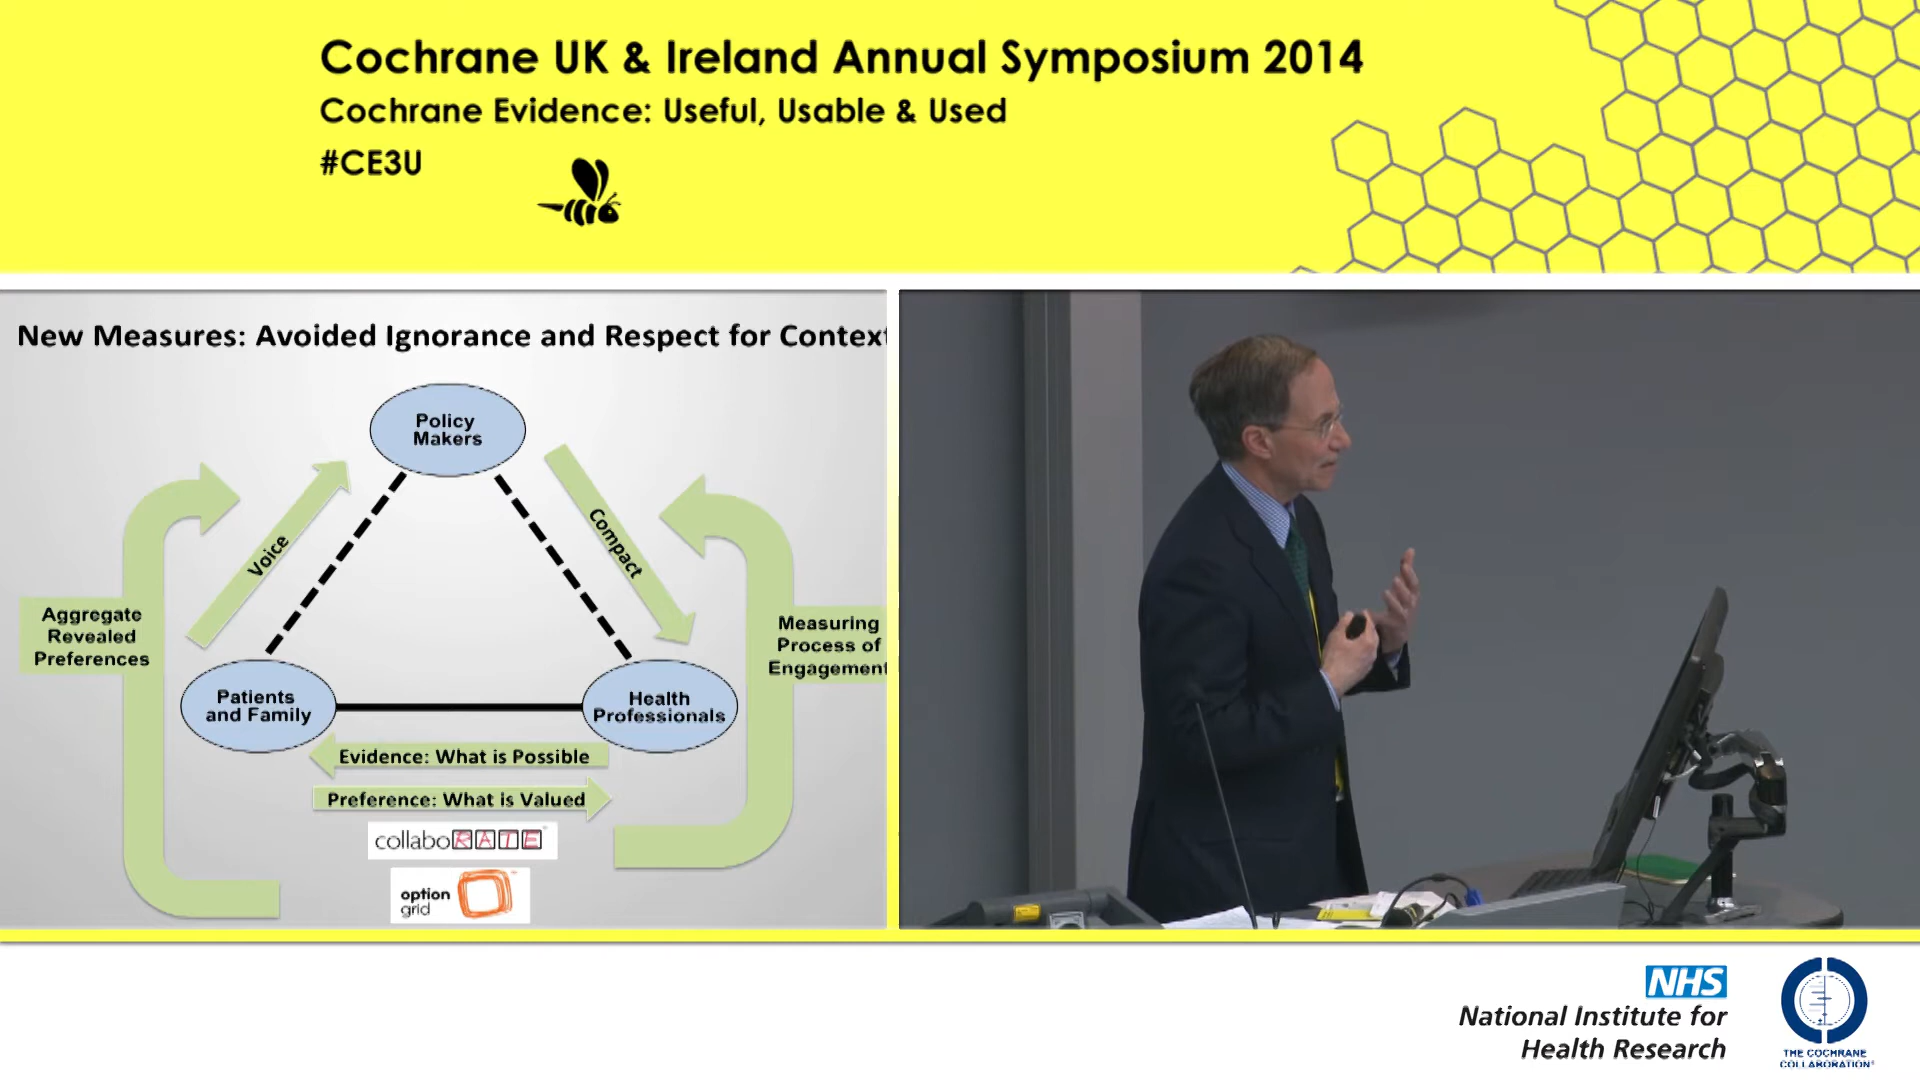 Cochrane UK & Ireland Annual Symposium 2014
Cochrane Evidence: Useful, Usable & Used
#CE3U
New Measures: Avoided Ignorance and Respect for Context
Policy
Makers
Voice
Compact
Aggregate
Revealed
Preferences
Measuring
Process of
Engagement
Patients
and Family
Health
Professionals
Evidence: What is Possible
Preference: What is Valued
collaboRATE
option
grid
NHS
National Institute for
Health Research
THE COCHRANE
COLLABORATION®